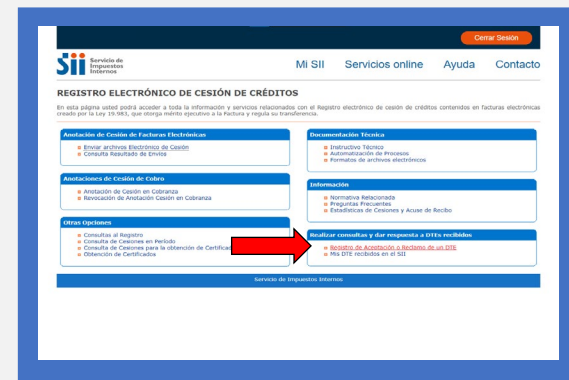 Cerrar Sesión
sii Servicio de
Impuestos
Internos
Mi SII Servicios online Ayuda Contacto
REGISTRO ELECTRÓNICO DE CESIÓN DE CRÉDITOS
En esta página usted podrá acceder a toda la información y servicios relacionados con el Registro electrónico de cesión de créditos contenidos en facturas electrónicas
creado por la Ley 19.983, que otorga mérito ejecutivo a la Factura y regula su transferencia.
Anotación de Cesión de Facturas Electrónicas
Enviar archivos Electrónico de Cesión
Consulta Resultado de Envíos
Anotaciones de Cesión de Cobro
Anotación de Cesión en Cobranza
Revocación de Anotación Cesión en Cobranza
Otras Opciones
Consultas al Registro
Consulta de Cesiones en Período
Consulta de Cesiones para la obtención de
Obtención de Certificados
Documentación Técnica
Instructivo Técnico
Automatización de Procesos
Formatos de archivos electrónicos
Información
Normativa Relacionada
Preguntas Frecuentes
Estadísticas de Cesiones y Acuse de Recibo
Realizar consultas y dar respuesta a DTEs recibidos
Registro de Aceptación o Reclamo de un DTE
Mis DTE recibidos en el SII
Servicio de Impuestos Internos